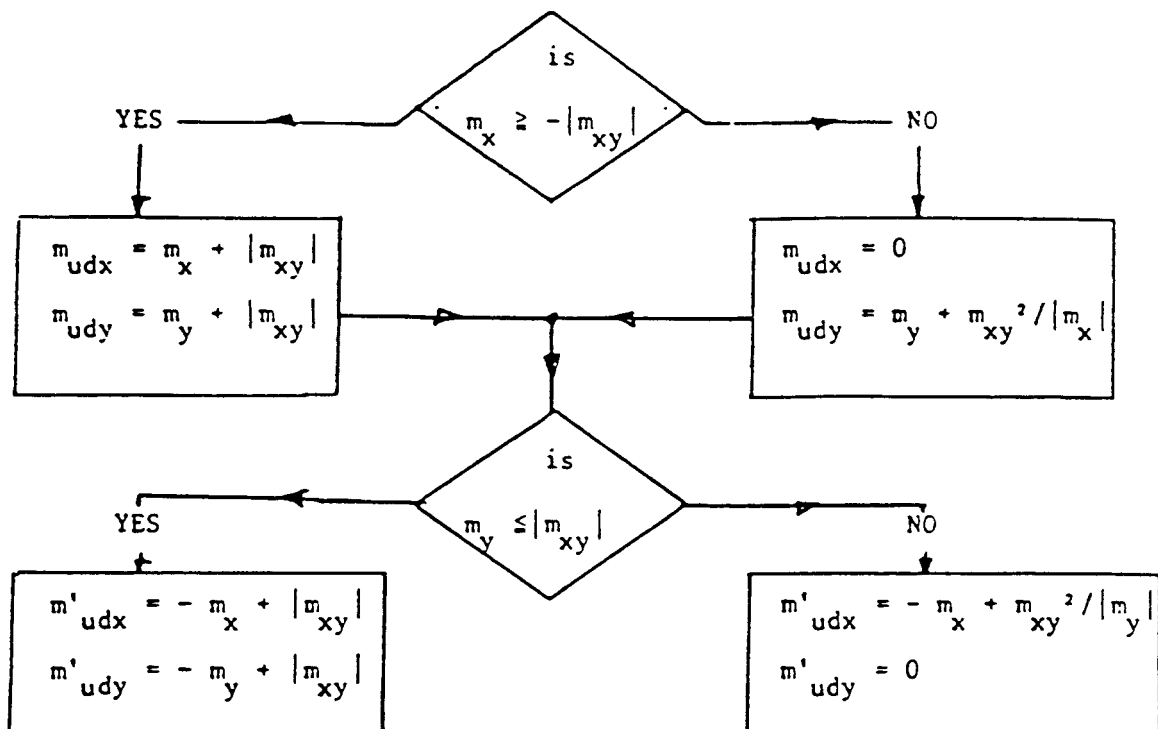 is
m_x ≧ -|m_xy|
YES
NO
m_udx = m_x + |m_xy|
m_udy = m_y + |m_xy|
m_udx = 0
m_udy = m_y + m_xy²/|m_x|
is
m_y ≦ |m_xy|
YES
NO
m'_udx = - m_x + |m_xy|
m'_udy = - m_y + |m_xy|
m'_udx = - m_x + m_xy²/|m_y|
m'_udy = 0